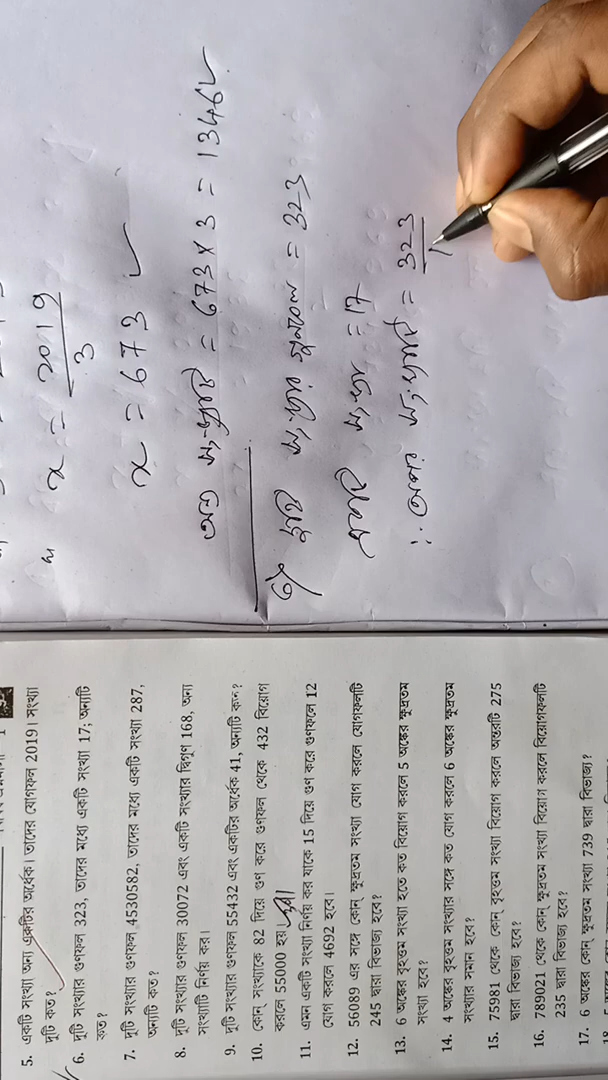 5. একটি সংখ্যা অন্য একটির অর্ধেক। তাদের যোগফল 2019। সংখ্যা
দুটি কত?
6. দুটি সংখ্যার গুণফল 323, তাদের মধ্যে একটি সংখ্যা 17; অন্যটি
কত?
7. দুটি সংখ্যার গুণফল 4530582, তাদের মধ্যে একটি সংখ্যা 287,
অন্যটি কত?
8. দুটি সংখ্যার গুণফল 30072 এবং একটি সংখ্যার দ্বিগুণ 168, অন্য
সংখ্যাটি নির্ণয় কর।
9. দুটি সংখ্যার গুণফল 55432 এবং একটির অর্ধেক 41, অন্যটি কত?
10. কোন্ সংখ্যাকে 82 দিয়ে গুণ করে গুণফল থেকে 432 বিয়োগ
করলে 55000 হয়।
11. এমন একটি সংখ্যা নির্ণয় কর যাকে 15 দিয়ে গুণ করে গুণফলে 12
যোগ করলে 4692 হবে।
12. 56089 এর সঙ্গে কোন্ ক্ষুদ্রতম সংখ্যা যোগ করলে যোগফলটি
245 দ্বারা বিভাজ্য হবে?
13. 6 অঙ্কের বৃহত্তম সংখ্যা হতে কত বিয়োগ করলে 5 অঙ্কের ক্ষুদ্রতম
সংখ্যা হবে?
14. 4 অঙ্কের বৃহত্তম সংখ্যার সঙ্গে কত যোগ করলে 6 অঙ্কের ক্ষুদ্রতম
সংখ্যার সমান হবে?
15. 75981 থেকে কোন্ বৃহত্তম সংখ্যা বিয়োগ করলে অন্তরটি 275
দ্বারা বিভাজ্য হবে?
16. 789021 থেকে কোন্ ক্ষুদ্রতম সংখ্যা বিয়োগ করলে বিয়োগফলটি
235 দ্বারা বিভাজ্য হবে?
17. 6 অঙ্কের কোন্ ক্ষুদ্রতম সংখ্যা 739 দ্বারা বিভাজ্য?
18. 5
x = 2019
3
x = 673
অন্য সংখ্যাটি = 673 × 3 = 1346
৬) দুটি সংখ্যার গুণফল = 323
একটি সংখ্যা = 17
∴ অপর সংখ্যাটি = 323
1